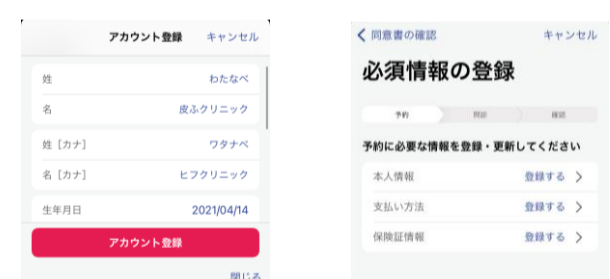 アカウント登録 キャンセル
姓 わたなべ
名 皮ふクリニック
姓［カナ］ ワタナベ
名［カナ］ ヒフクリニック
生年月日 2021/04/14
アカウント登録
閉じる
同意書の確認 キャンセル
必須情報の登録
予約 問診 確認
予約に必要な情報を登録・更新してください
本人情報 登録する
支払い方法 登録する
保険証情報 登録する